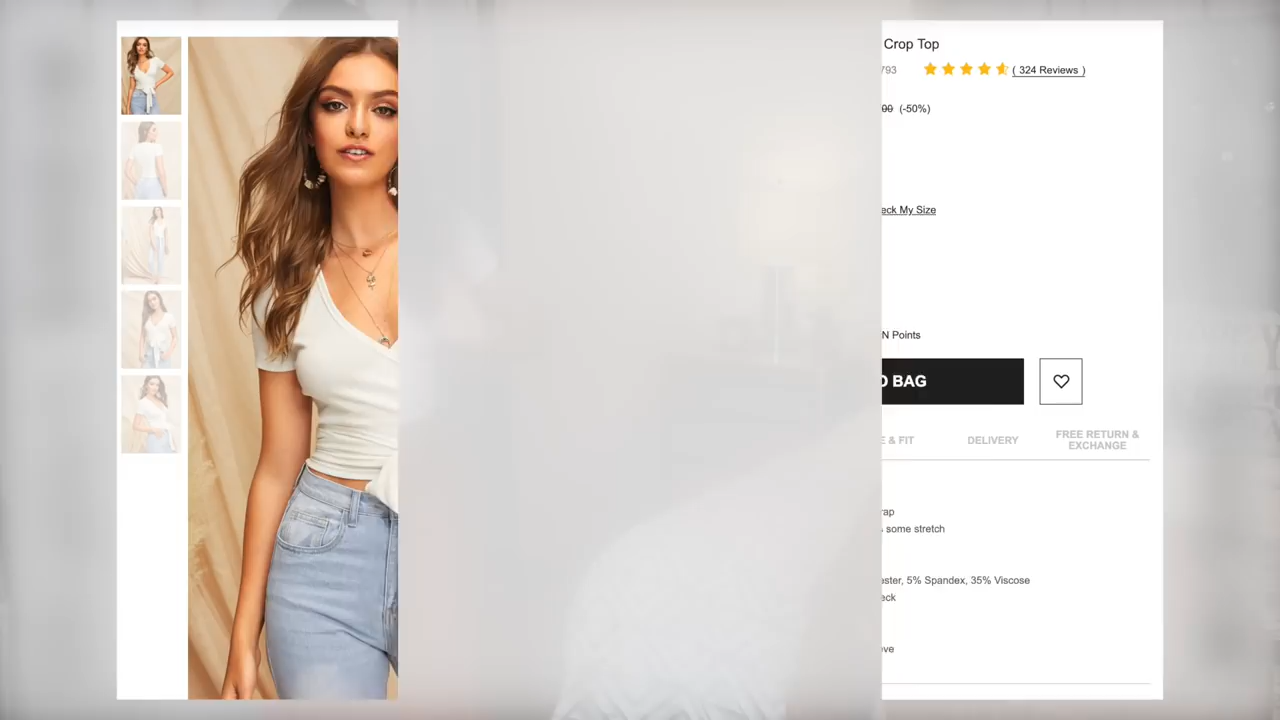 Crop Top
793
( 324 Reviews )
00 (-50%)
eck My Size
N Points
O BAG
E & FIT
DELIVERY
FREE RETURN &
EXCHANGE
rap
s some stretch
ester, 5% Spandex, 35% Viscose
eck
eve